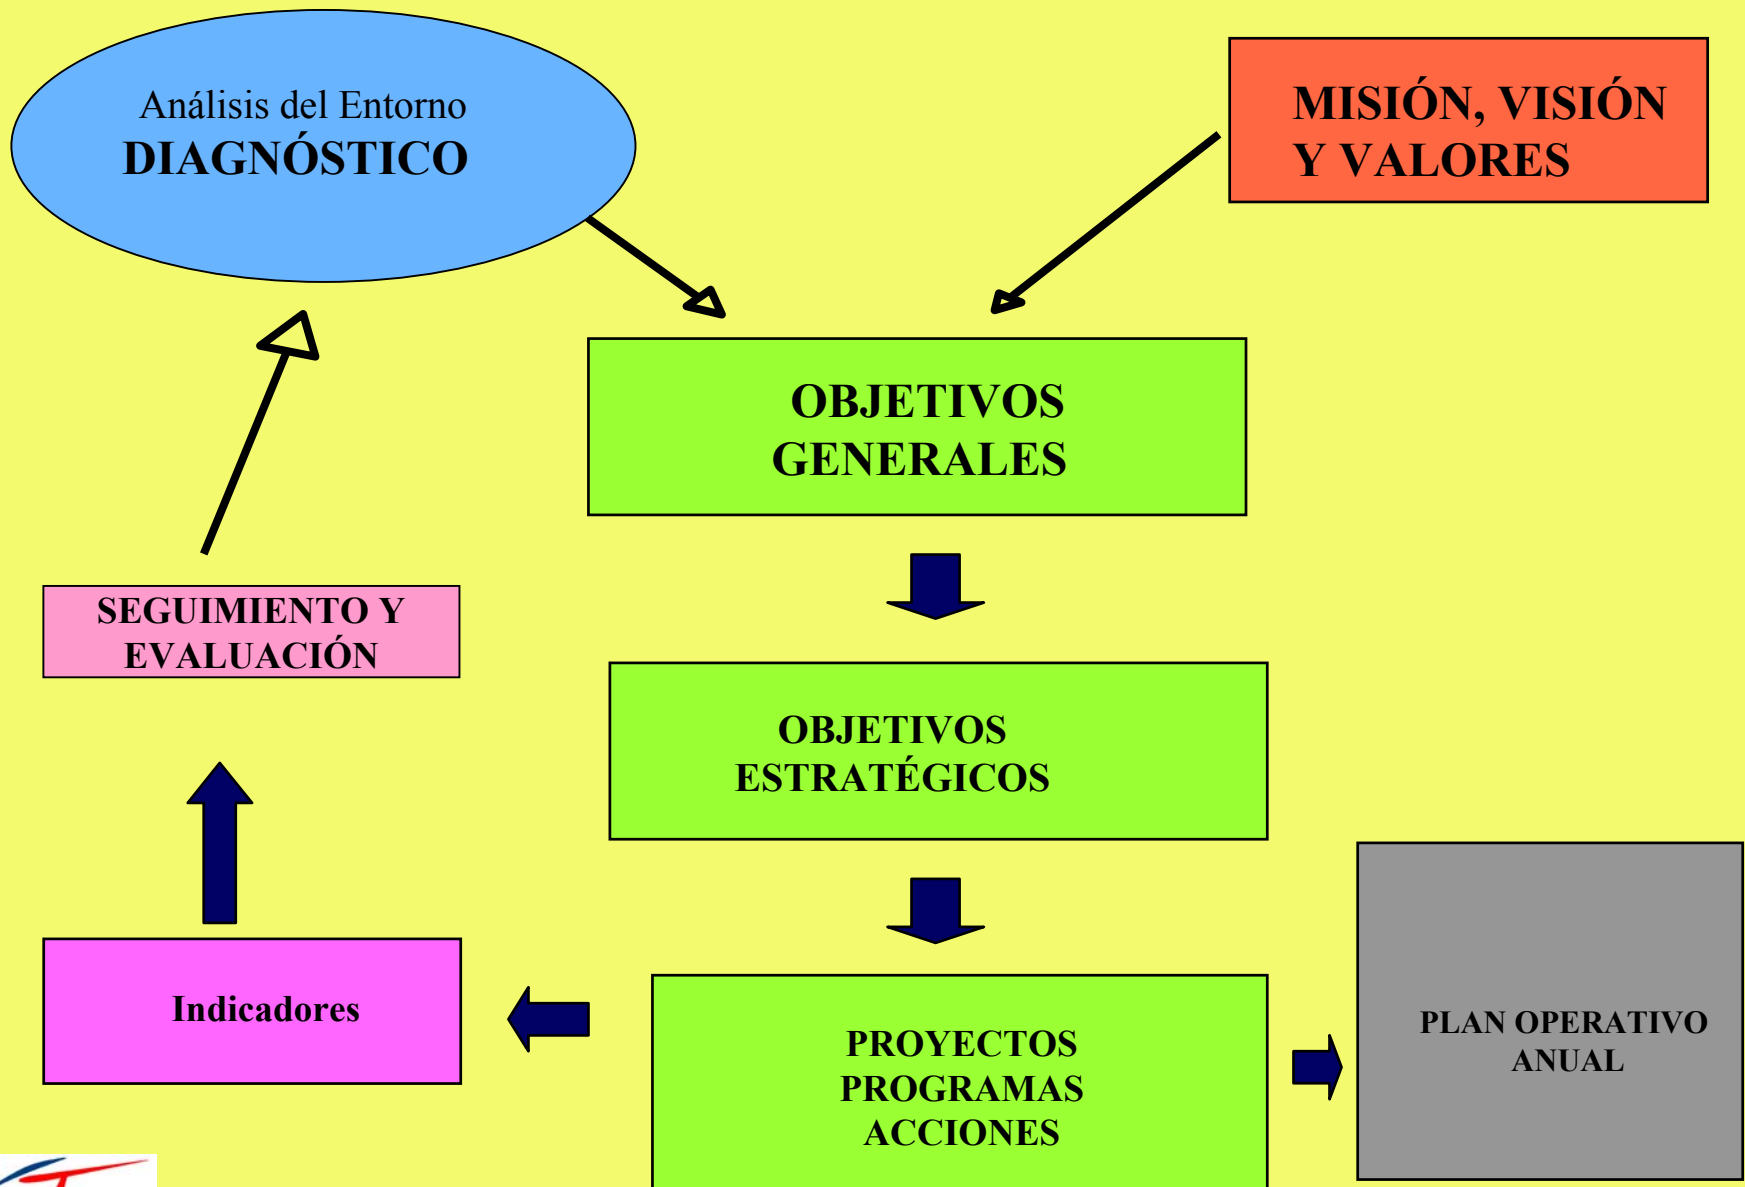 Análisis del Entorno
DIAGNÓSTICO
MISIÓN, VISIÓN
Y VALORES
OBJETIVOS
GENERALES
SEGUIMIENTO Y
EVALUACIÓN
OBJETIVOS
ESTRATÉGICOS
Indicadores
PROYECTOS
PROGRAMAS
ACCIONES
PLAN OPERATIVO
ANUAL